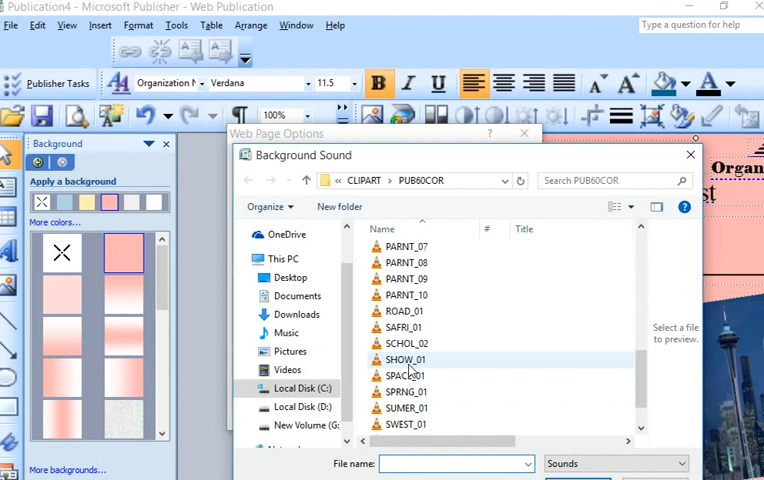 Publication4 - Microsoft Publisher - Web Publication
File Edit View Insert Format Tools Table Arrange Window Help
Type a question for help
Publisher Tasks
Organization N
Verdana
11.5
B I U
A A A
100%
Web Page Options
?
Background
Apply a background
More colors...
More backgrounds...
Background Sound
« CLIPART › PUB60COR
Search PUB60COR
Organize
New folder
OneDrive
This PC
Desktop
Documents
Downloads
Music
Pictures
Videos
Local Disk (C:)
Local Disk (D:)
New Volume (G:
Name # Title
PARNT_07
PARNT_08
PARNT_09
PARNT_10
ROAD_01
SAFRI_01
SCHOL_02
SHOW_01
SPRNG_01
SUMER_01
SWEST_01
Select a file
to preview.
File name:
Sounds
Organ